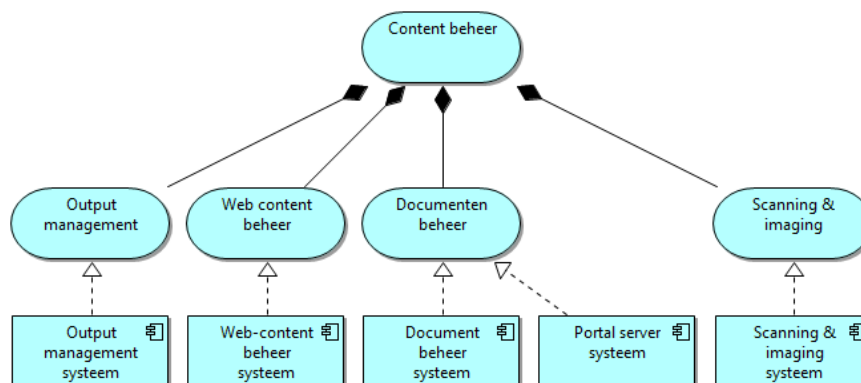 Content beheer
Output
management
Web content
beheer
Documenten
beheer
Scanning &
imaging
Output
management
systeem
Web-content
beheer
systeem
Document
beheer
systeem
Portal server
systeem
Scanning &
imaging
systeem